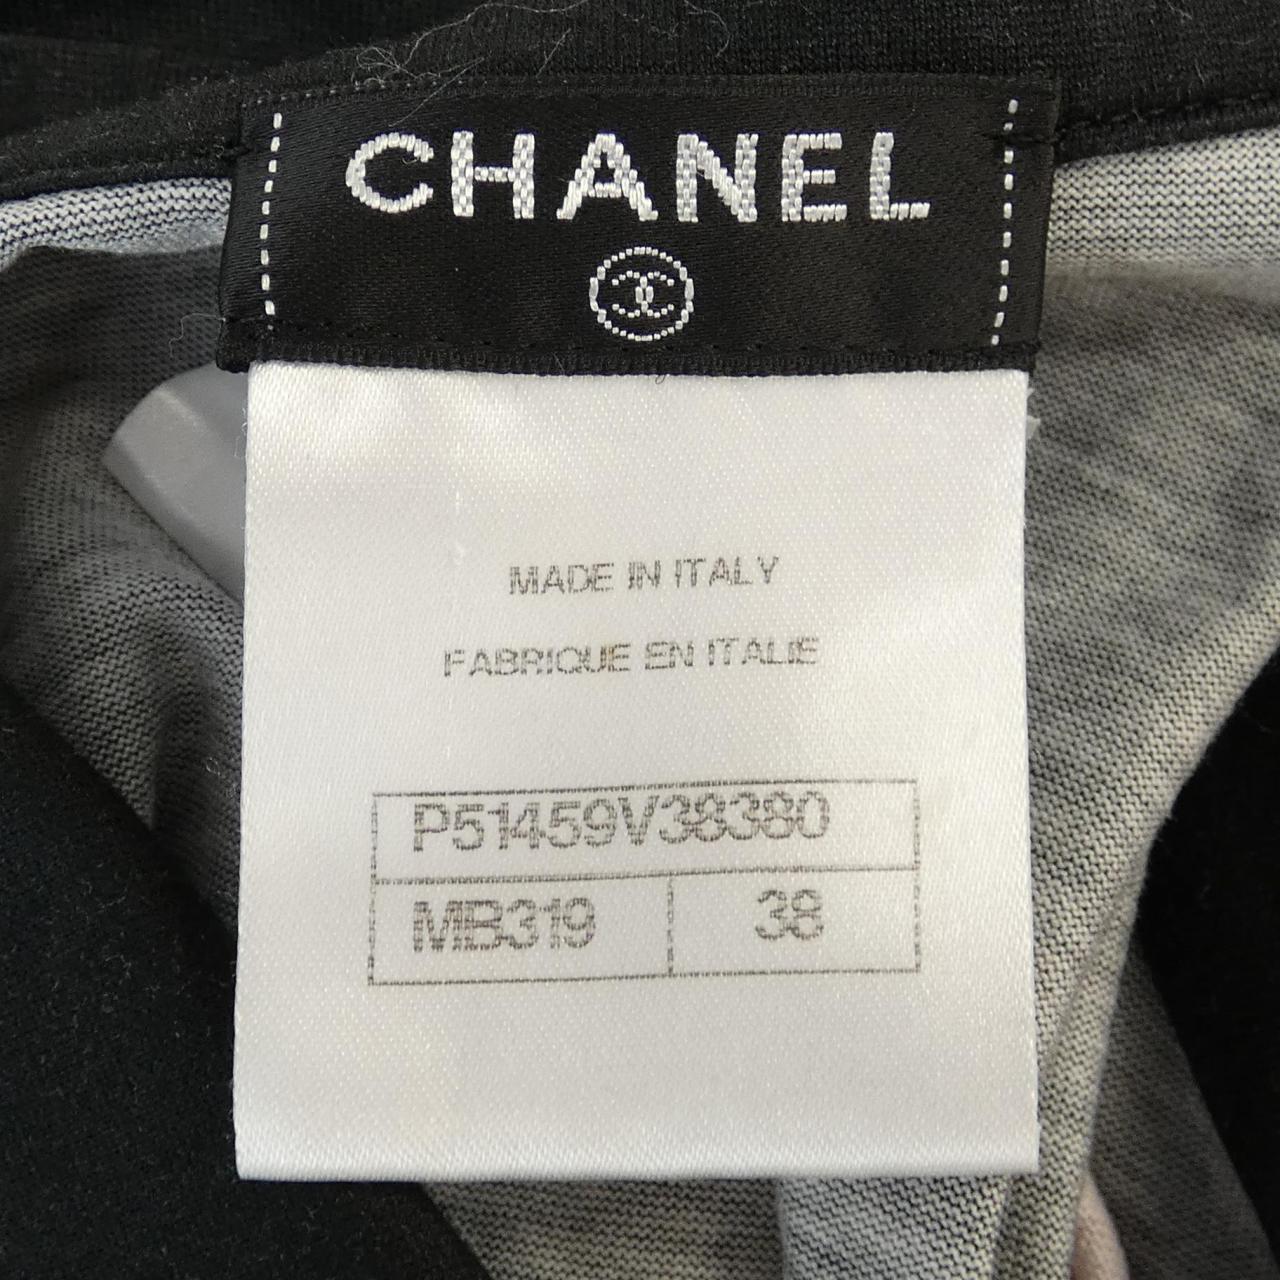 CHANEL
MADE IN ITALY
FABRIQUE EN ITALIE
P51459V38380
MB319 38